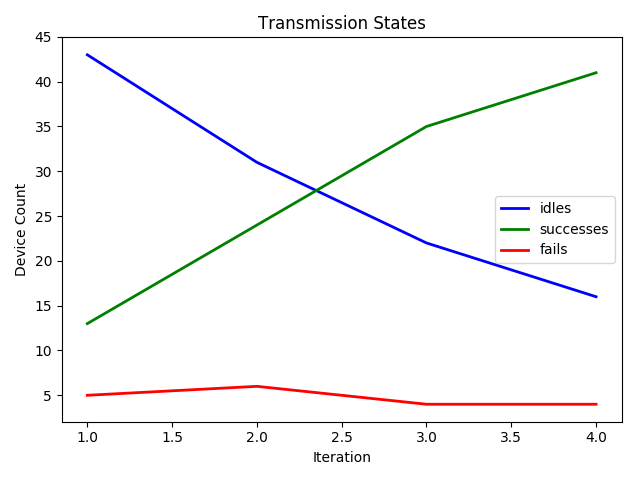 Transmission States
45
40
35
30
25
20
15
10
5
Device Count
idles
successes
fails
1.0 1.5 2.0 2.5 3.0 3.5 4.0
Iteration